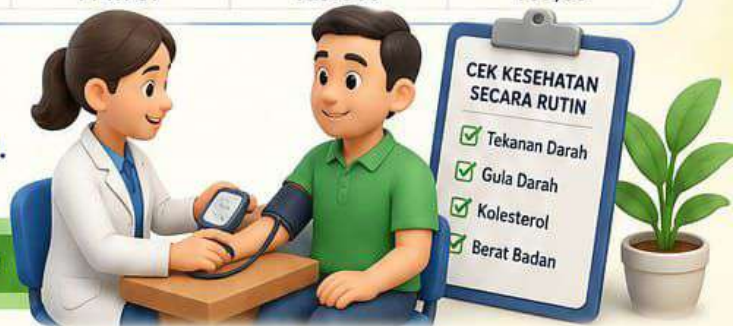 CEK KESEHATAN
SECARA RUTIN
Tekanan Darah
Gula Darah
Kolesterol
Berat Badan